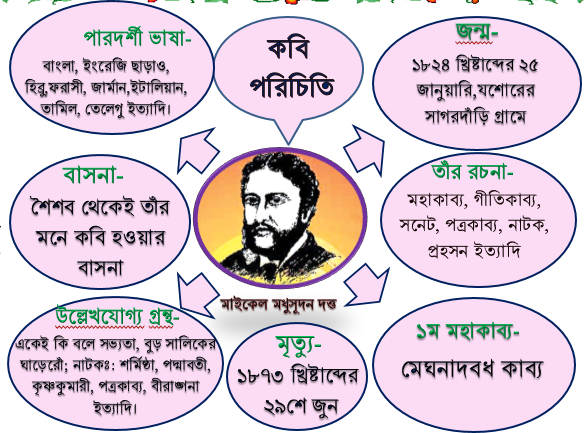 কবি
পরিচিতি
পারদর্শী ভাষা-
বাংলা, ইংরেজি ছাড়াও,
হিব্রু,ফরাসী, জার্মান,ইটালিয়ান,
তামিল, তেলেগু ইত্যাদি।
জন্ম-
১৮২৪ খ্রিষ্টাব্দের ২৫
জানুয়ারি,যশোরের
সাগরদাঁড়ি গ্রামে
বাসনা-
শৈশব থেকেই তাঁর
মনে কবি হওয়ার
বাসনা
তাঁর রচনা-
মহাকাব্য, গীতিকাব্য,
সনেট, পত্রকাব্য, নাটক,
প্রহসন ইত্যাদি
মাইকেল মধুসূদন দত্ত
উল্লেখযোগ্য গ্রন্থ-
একেই কি বলে সভ্যতা, বুড় সালিকের
ঘাড়েরোঁ; নাটকঃ: শর্মিষ্ঠা, পদ্মাবতী,
কৃষ্ণকুমারী, পত্রকাব্য, বীরাঙ্গনা
ইত্যাদি।
মৃত্যু-
১৮৭৩ খ্রিষ্টাব্দের
২৯শে জুন
১ম মহাকাব্য-
মেঘনাদবধ কাব্য